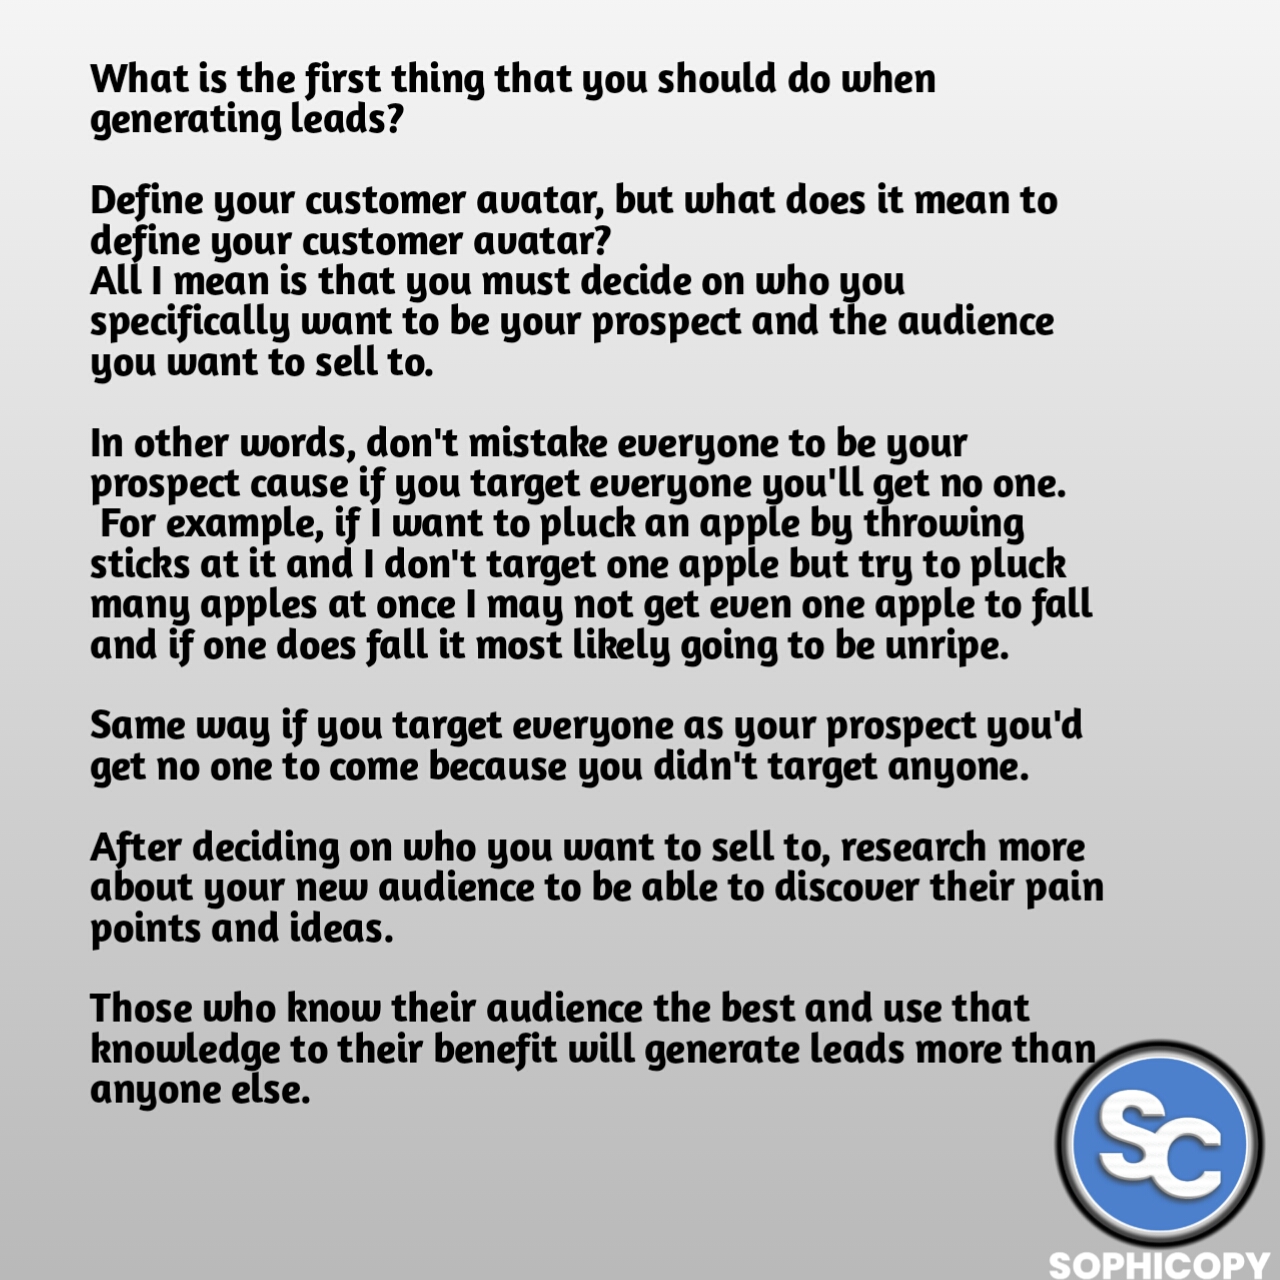 What is the first thing that you should do when
generating leads?
Define your customer avatar, but what does it mean to
define your customer avatar?
All I mean is that you must decide on who you
specifically want to be your prospect and the audience
you want to sell to.
In other words, don't mistake everyone to be your
prospect cause if you target everyone you'll get no one.
For example, if I want to pluck an apple by throwing
sticks at it and I don't target one apple but try to pluck
many apples at once I may not get even one apple to fall
and if one does fall it most likely going to be unripe.
Same way if you target everyone as your prospect you'd
get no one to come because you didn't target anyone.
After deciding on who you want to sell to, research more
about your new audience to be able to discover their pain
points and ideas.
Those who know their audience the best and use that
knowledge to their benefit will generate leads more than
anyone else.
SC
SOPHICOPY